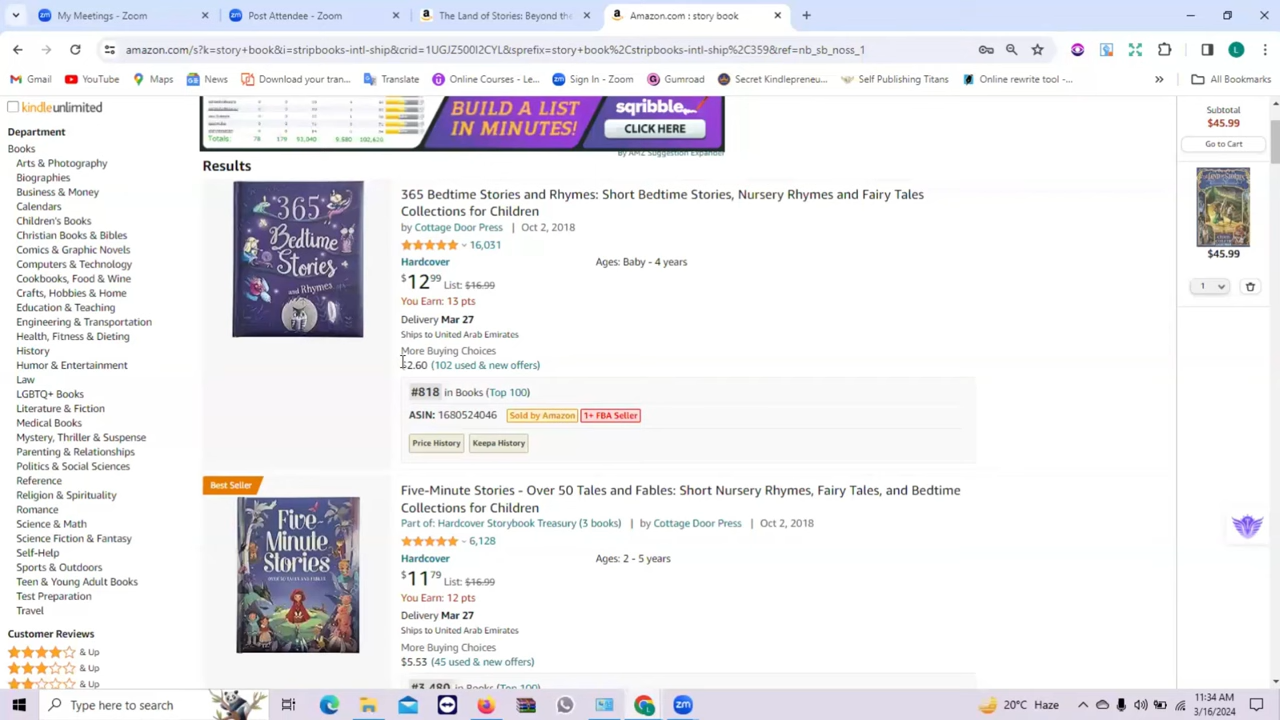 My Meetings - Zoom
Post Attendee - Zoom
The Land of Stories: Beyond the
Amazon.com : story book
amazon.com/s?k=story+book&i=stripbooks-intl-ship&crid=1UGJZ500I2CYL&sprefix=story+book%2Cstripbooks-intl-ship%2C359&ref=nb_sb_noss_1
L
Gmail
YouTube
Maps
News
Download your tran...
Translate
Online Courses - Le...
Sign In - Zoom
Gumroad
Secret Kindlepreneu...
Self Publishing Titans
Online rewrite tool -...
All Bookmarks
kindleunlimited
Department
Books
Arts & Photography
Biographies
Business & Money
Calendars
Children's Books
Christian Books & Bibles
Comics & Graphic Novels
Computers & Technology
Cookbooks, Food & Wine
Crafts, Hobbies & Home
Education & Teaching
Engineering & Transportation
Health, Fitness & Dieting
History
Humor & Entertainment
Law
LGBTQ+ Books
Literature & Fiction
Medical Books
Mystery, Thriller & Suspense
Parenting & Relationships
Politics & Social Sciences
Reference
Religion & Spirituality
Romance
Science & Math
Science Fiction & Fantasy
Self-Help
Sports & Outdoors
Teen & Young Adult Books
Test Preparation
Travel
Customer Reviews
& Up
& Up
& Up
Totals:
BUILD A LIST
IN MINUTES!
sqribble
CLICK HERE
By AMZ Suggestion Expander
Results
365
Bedtime
Stories
and Rhymes
365 Bedtime Stories and Rhymes: Short Bedtime Stories, Nursery Rhymes and Fairy Tales
Collections for Children
by Cottage Door Press | Oct 2, 2018
16,031
Hardcover
Ages: Baby - 4 years
$12.99 List: $16.99
You Earn: 13 pts
Delivery Mar 27
Ships to United Arab Emirates
More Buying Choices
$2.60 (102 used & new offers)
#818 in Books (Top 100)
ASIN: 1680524046 Sold by Amazon 1+ FBA Seller
Price History Keepa History
Best Seller
Five-
Minute
Stories
Five-Minute Stories - Over 50 Tales and Fables: Short Nursery Rhymes, Fairy Tales, and Bedtime
Collections for Children
Part of: Hardcover Storybook Treasury (3 books) | by Cottage Door Press | Oct 2, 2018
6,128
Hardcover
Ages: 2 - 5 years
$11.79 List: $16.99
You Earn: 12 pts
Delivery Mar 27
Ships to United Arab Emirates
More Buying Choices
$5.53 (45 used & new offers)
#3,480 in Books (Top 100)
Subtotal
$45.99
Go to Cart
$45.99
1
Type here to search
20°C Haze
11:34 AM
3/16/2024